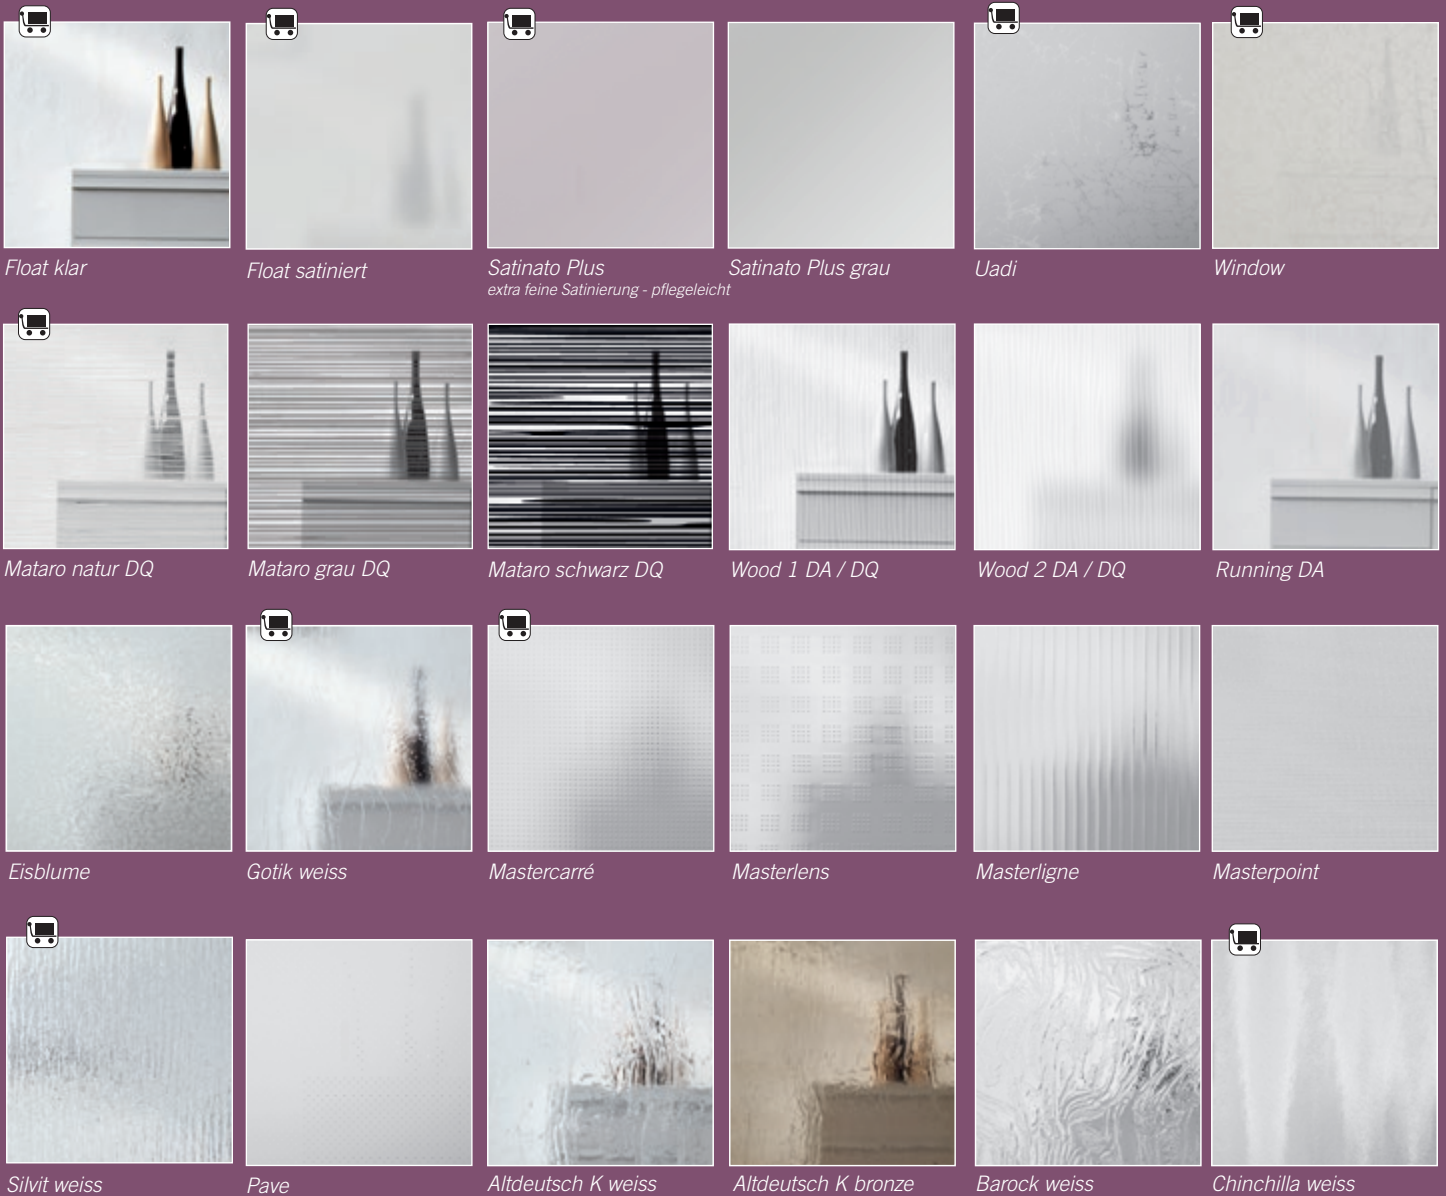 Float klar
Float satiniert
Satinato Plus
extra feine Satinierung - pflegeleicht
Satinato Plus grau
Uadi
Window
Mataro natur DQ
Mataro grau DQ
Mataro schwarz DQ
Wood 1 DA / DQ
Wood 2 DA / DQ
Running DA
Eisblume
Gotik weiss
Mastercarré
Masterlens
Masterligne
Masterpoint
Silvit weiss
Pave
Altdeutsch K weiss
Altdeutsch K bronze
Barock weiss
Chinchilla weiss